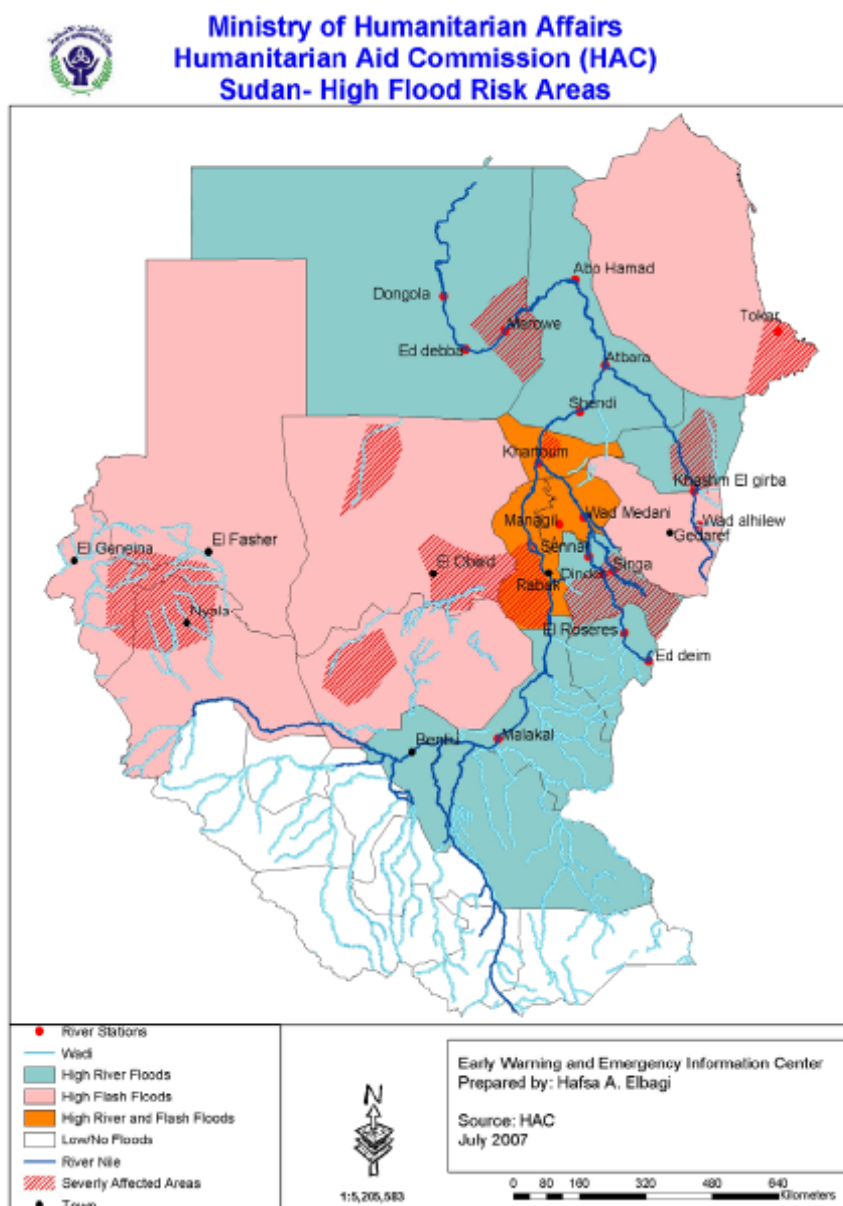 Ministry of Humanitarian Affairs
Humanitarian Aid Commission (HAC)
Sudan- High Flood Risk Areas
Abo Hamad
Dongola
Merowe
Tokar
Ed debba
Atbara
Shendi
Khartoum
Khashm El girba
Managil
Wad Medani
Wad alhilew
Gedaref
El Geneina
El Fasher
Sennar
El Obeid
Dinder
Singa
Rabak
Nyala
El Roseres
Ed deim
Malakal
Bentiu
River Stations
Wadi
High River Floods
High Flash Floods
High River and Flash Floods
Low/No Floods
River Nile
Severly Affected Areas
Town
N
1:5,205,583
Early Warning and Emergency Information Center
Prepared by: Hafsa A. Elbagi
Source: HAC
July 2007
0 80 160 320 480 640
Kilometers